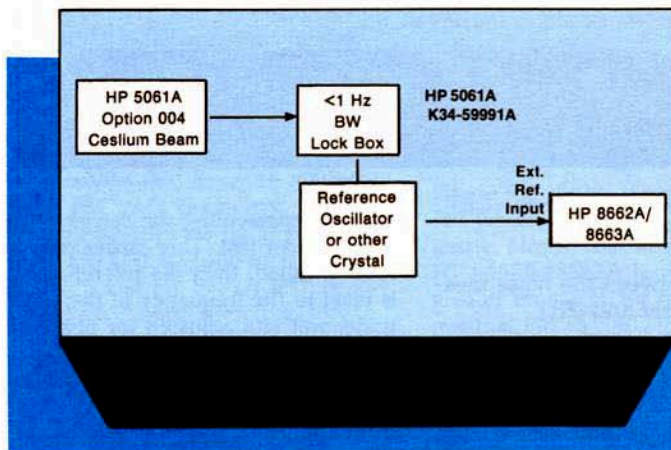 HP 5061A
Option 004
Ceslium Beam
<1 Hz
BW
Lock Box
HP 5061A
K34-59991A
Reference
Oscillator
or other
Crystal
Ext.
Ref.
Input
HP 8662A/
8663A